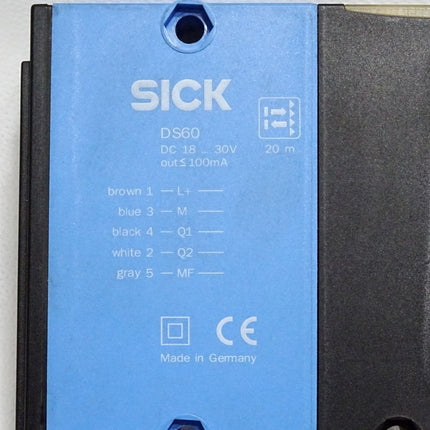 SICK
DS60
DC 18 ... 30V 20 m
out≤100mA
brown 1 L+
blue 3 M
black 4 Q1
white 2 Q2
gray 5 MF
CE
Made in Germany